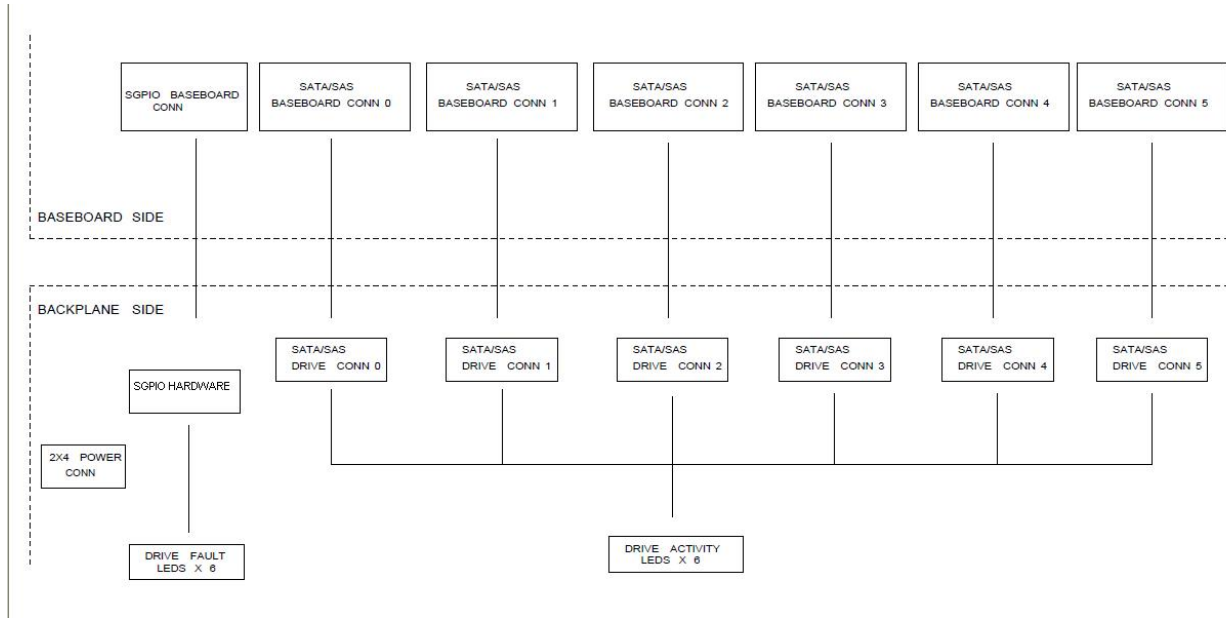 SGPIO BASEBOARD
CONN
SATA/SAS
BASEBOARD CONN 0
SATA/SAS
BASEBOARD CONN 1
SATA/SAS
BASEBOARD CONN 2
SATA/SAS
BASEBOARD CONN 3
SATA/SAS
BASEBOARD CONN 4
SATA/SAS
BASEBOARD CONN 5
BASEBOARD SIDE
BACKPLANE SIDE
SATA/SAS
DRIVE CONN 0
SATA/SAS
DRIVE CONN 1
SATA/SAS
DRIVE CONN 2
SATA/SAS
DRIVE CONN 3
SATA/SAS
DRIVE CONN 4
SATA/SAS
DRIVE CONN 5
SGPIO HARDWARE
2X4 POWER
CONN
DRIVE FAULT
LEDS X 6
DRIVE ACTIVITY
LEDS X 6